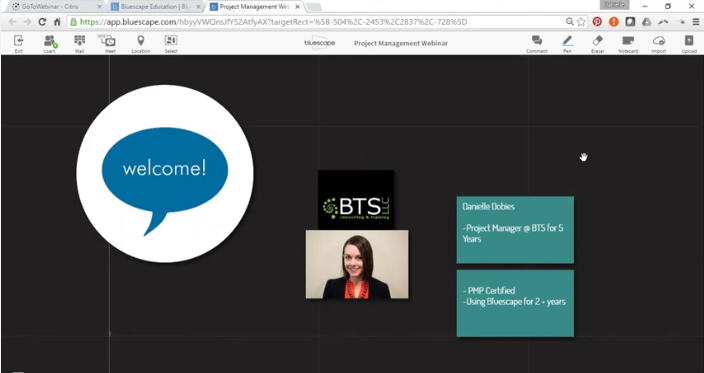 GoToWebinar - Citrix
Bluescape Education | Bl
Project Management Web
Danielle
https://app.bluescape.com/hbyyVWQnsJfYS2AtfyAX?targetRect=%5B-504%2C-2453%2C2837%2C-728%5D
Exit
Users
Wall
Meet
Location
Select
bluescape
Project Management Webinar
Comment
Pen
Eraser
Notecard
Import
Upload
welcome!
BTS LLC
consulting & training
Danielle Dobies
-Project Manager @ BTS for 5
Years
- PMP Certified
-Using Bluescape for 2 + years